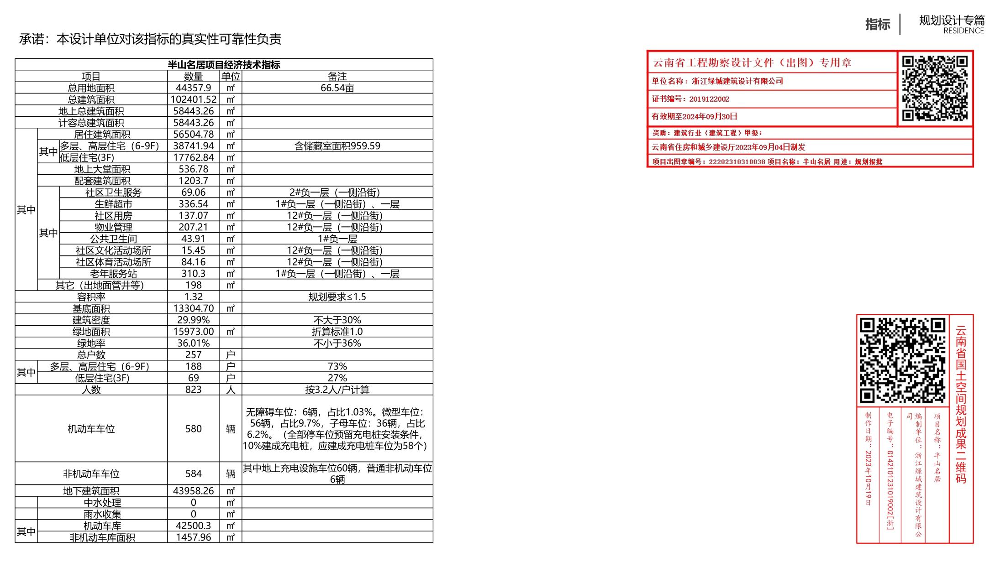 指标
规划设计专篇
RESIDENCE
承诺：本设计单位对该指标的真实性可靠性负责
半山名居项目经济技术指标
项目 数量 单位 备注
总用地面积 44357.9 ㎡ 66.54亩
总建筑面积 102401.52 ㎡
地上总建筑面积 58443.26 ㎡
计容总建筑面积 58443.26 ㎡
其中
居住建筑面积 56504.78 ㎡
其中
多层、高层住宅（6-9F） 38741.94 ㎡ 含储藏室面积959.59
低层住宅(3F) 17762.84 ㎡
地上大堂面积 536.78 ㎡
配套建筑面积 1203.7 ㎡
其中
社区卫生服务 69.06 ㎡ 2#负一层（一侧沿街）
生鲜超市 336.54 ㎡ 1#负一层（一侧沿街）、一层
社区用房 137.07 ㎡ 12#负一层（一侧沿街）
物业管理 207.21 ㎡ 12#负一层（一侧沿街）
公共卫生间 43.91 ㎡ 1#负一层
社区文化活动场所 15.45 ㎡ 12#负一层（一侧沿街）
社区体育活动场所 84.16 ㎡ 12#负一层（一侧沿街）
老年服务站 310.3 ㎡ 1#负一层（一侧沿街）、一层
其它（出地面管井等） 198 ㎡
容积率 1.32 规划要求≤1.5
基底面积 13304.70 ㎡
建筑密度 29.99% 不大于30%
绿地面积 15973.00 ㎡ 折算标准1.0
绿地率 36.01% 不小于36%
总户数 257 户
其中
多层、高层住宅（6-9F） 188 户 73%
低层住宅(3F) 69 户 27%
人数 823 人 按3.2人/户计算
机动车车位 580 辆
无障碍车位：6辆，占比1.03%。微型车位：
56辆，占比9.7%，子母车位：36辆，占比
6.2%。（全部停车位预留充电桩安装条件，
10%建成充电桩，应建成充电桩车位为58个）
非机动车车位 584 辆
其中地上充电设施车位60辆，普通非机动车位
6辆
地下建筑面积 43958.26 ㎡
中水处理 0 ㎡
雨水收集 0 ㎡
其中
机动车库 42500.3 ㎡
非机动车库面积 1457.96 ㎡
云南省工程勘察设计文件（出图）专用章
单位名称：浙江绿城建筑设计有限公司
证书编号：2019122002
有效期至2024年09月30日
资质：建筑行业（建筑工程）甲级；
云南省住房和城乡建设厅2023年09月04日制发
项目出图章编号：22202310310038 项目名称：半山名居 用途：规划报批
云南省国土空间规划成果二维码
项目名称：半山名居
编制单位：浙江绿城建筑设计有限公
司
电子编号：G142101231019002[浙]
制作日期：2023年10月19日